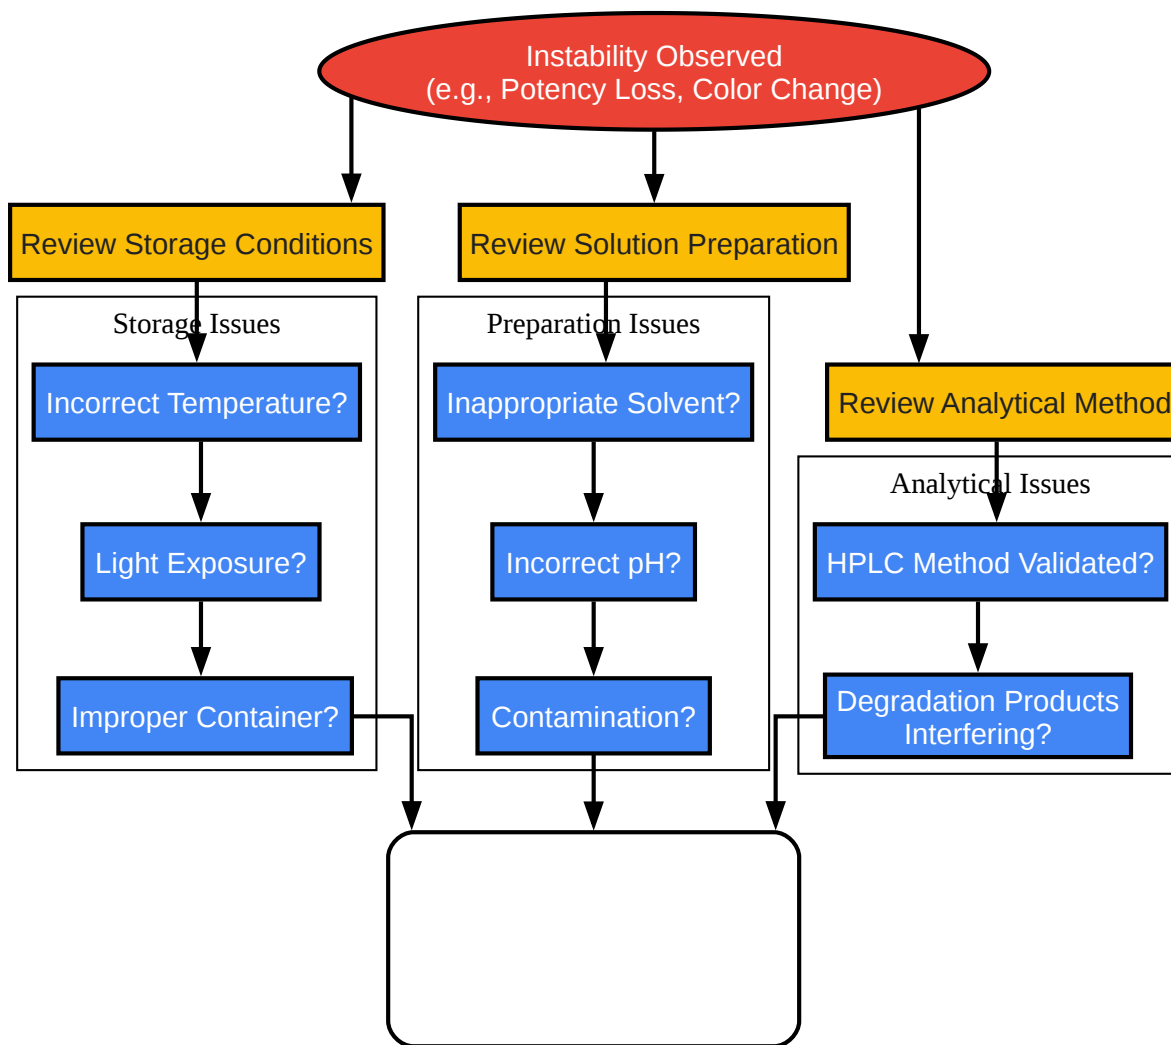 Instability Observed
(e.g., Potency Loss, Color Change)
Review Storage Conditions
Review Solution Preparation
Storage Issues
Preparation Issues
Incorrect Temperature?
Inappropriate Solvent?
Review Analytical Method
Analytical Issues
Light Exposure?
Incorrect pH?
HPLC Method Validated?
Improper Container?
Contamination?
Degradation Products
Interfering?